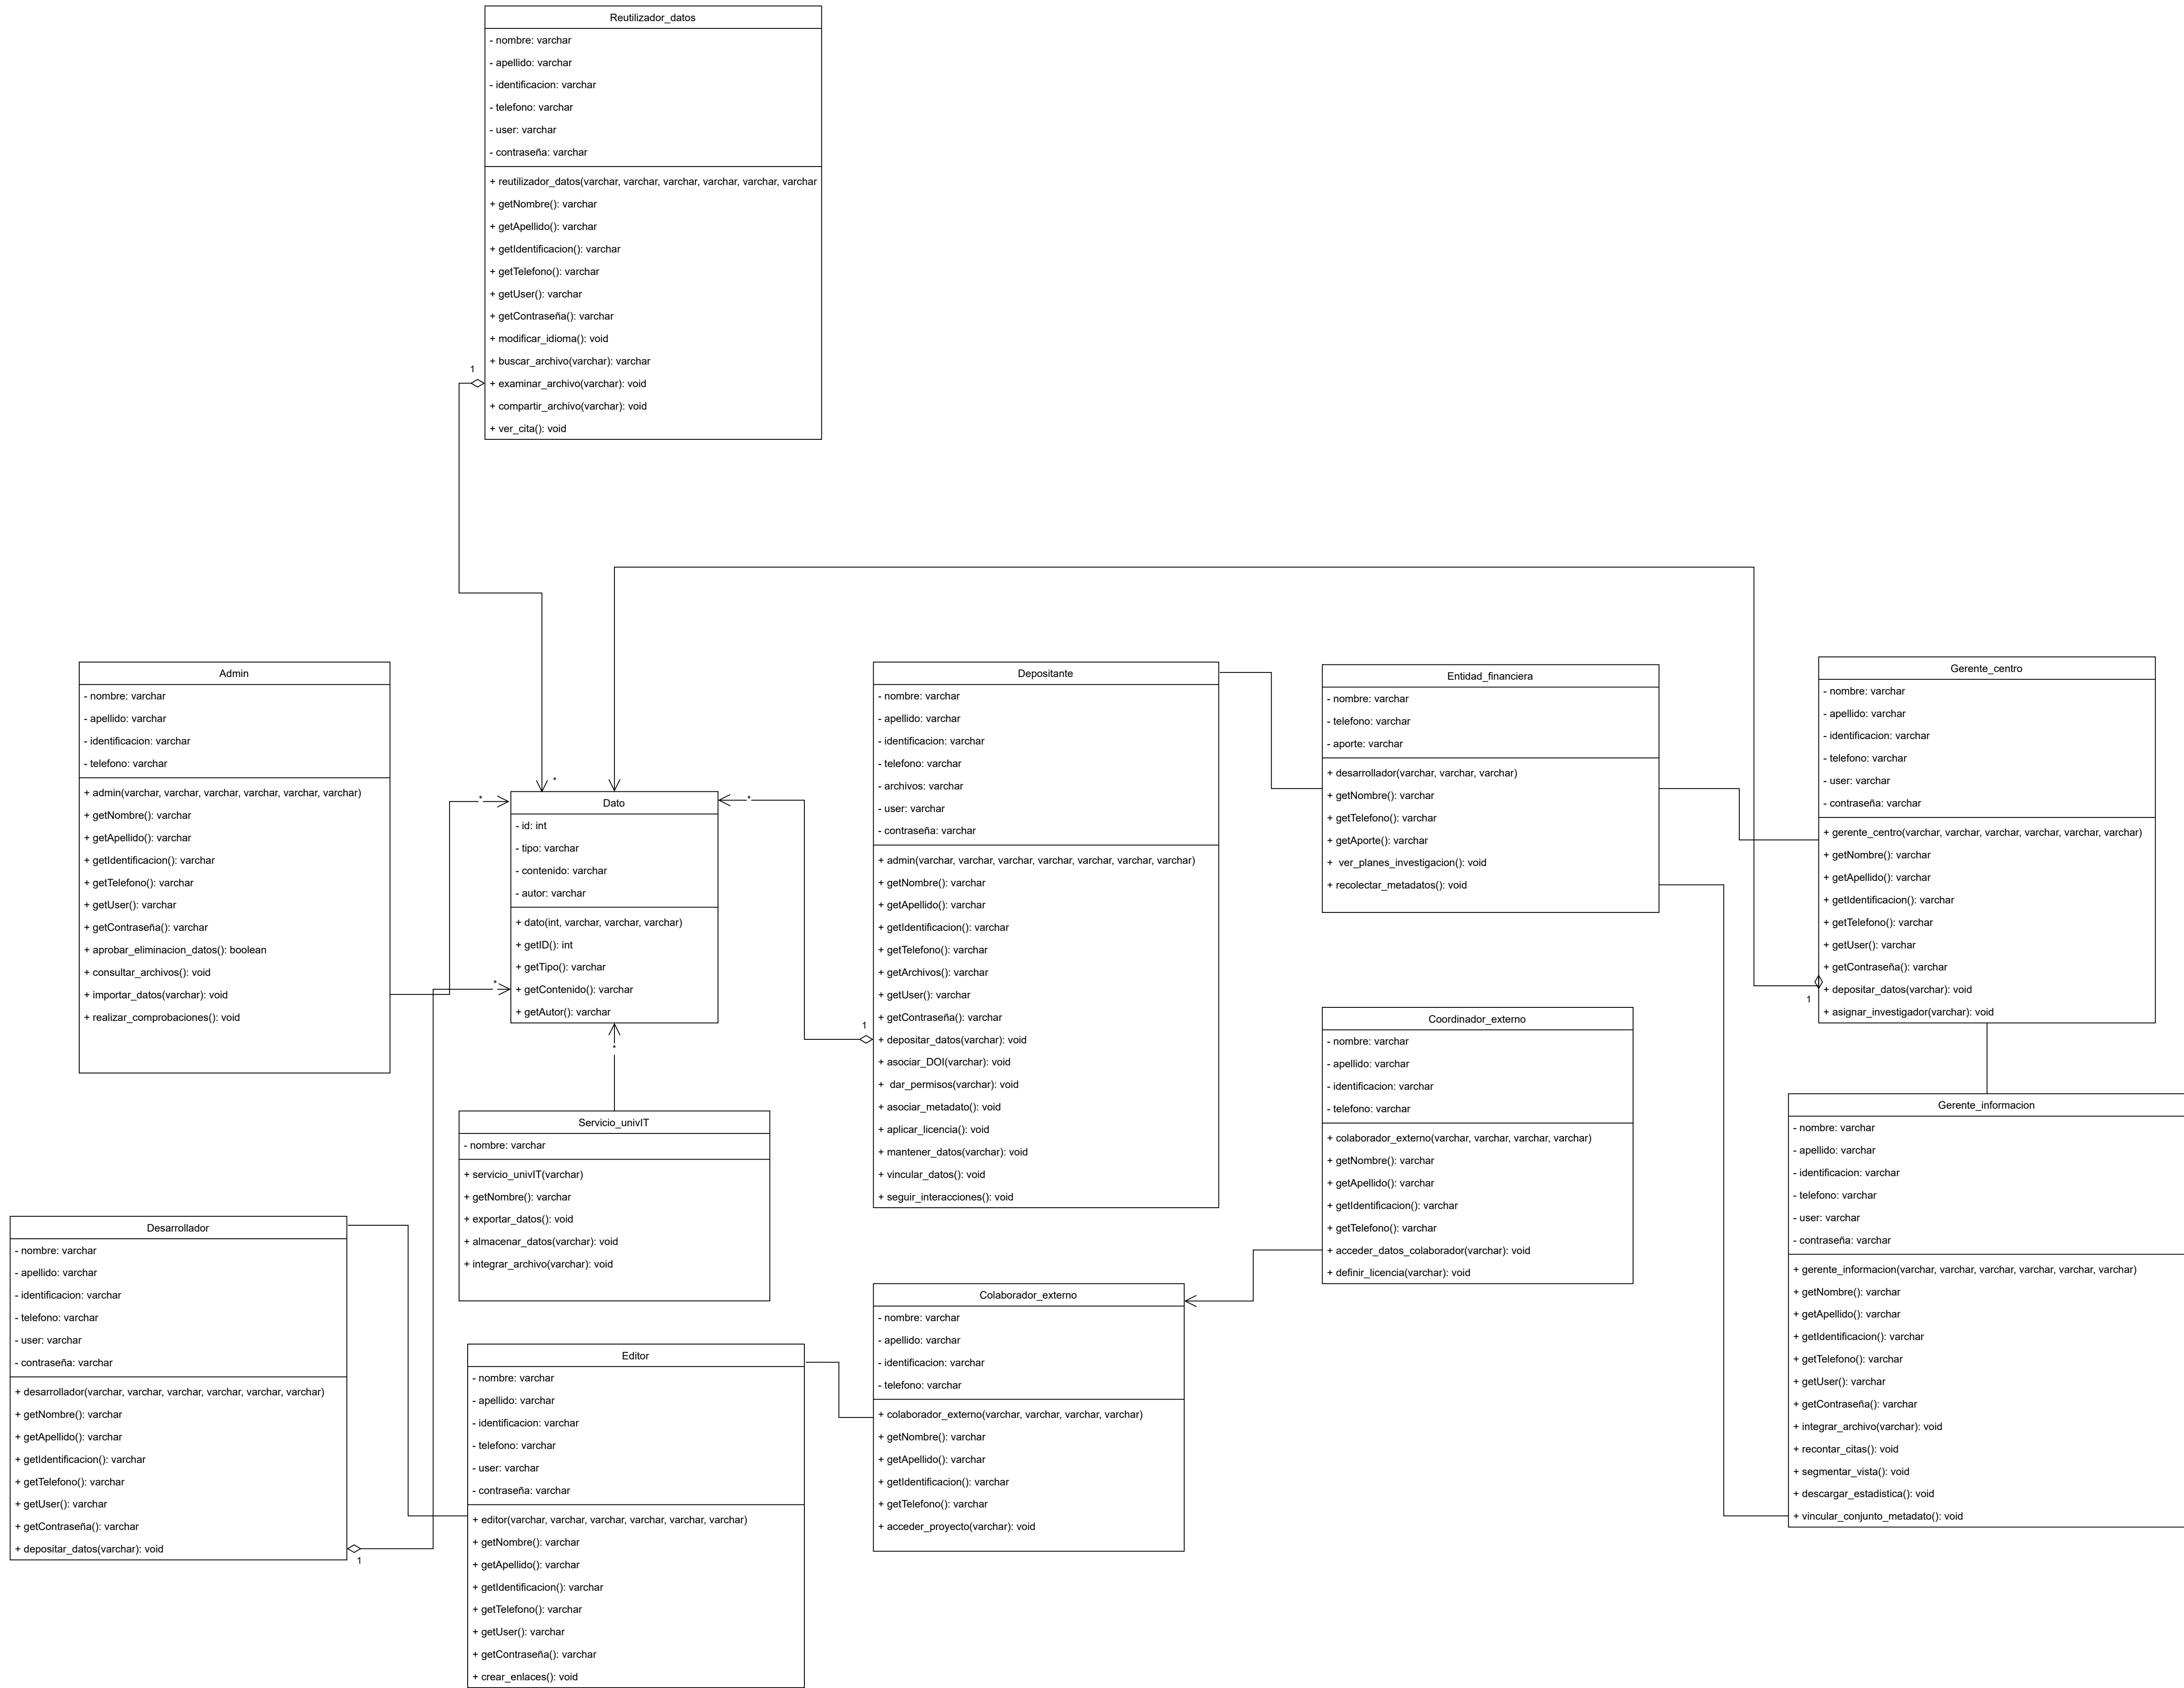 Reutilizador_datos
- nombre: varchar
- apellido: varchar
- identificacion: varchar
- telefono: varchar
- user: varchar
- contraseña: varchar
+ reutilizador_datos(varchar, varchar, varchar, varchar, varchar, varchar
+ getNombre(): varchar
+ getApellido(): varchar
+ getIdentificacion(): varchar
+ getTelefono(): varchar
+ getUser(): varchar
+ getContraseña(): varchar
+ modificar_idioma(): void
+ buscar_archivo(varchar): varchar
+ examinar_archivo(varchar): void
+ compartir_archivo(varchar): void
+ ver_cita(): void
1
*
Admin
- nombre: varchar
- apellido: varchar
- identificacion: varchar
- telefono: varchar
+ admin(varchar, varchar, varchar, varchar, varchar, varchar)
+ getNombre(): varchar
+ getApellido(): varchar
+ getIdentificacion(): varchar
+ getTelefono(): varchar
+ getUser(): varchar
+ getContraseña(): varchar
+ aprobar_eliminacion_datos(): boolean
+ consultar_archivos(): void
+ importar_datos(varchar): void
+ realizar_comprobaciones(): void
*
*
Dato
- id: int
- tipo: varchar
- contenido: varchar
- autor: varchar
+ dato(int, varchar, varchar, varchar)
+ getID(): int
+ getTipo(): varchar
+ getContenido(): varchar
+ getAutor(): varchar
*
*
1
Depositante
- nombre: varchar
- apellido: varchar
- identificacion: varchar
- telefono: varchar
- archivos: varchar
- user: varchar
- contraseña: varchar
+ admin(varchar, varchar, varchar, varchar, varchar, varchar, varchar)
+ getNombre(): varchar
+ getApellido(): varchar
+ getIdentificacion(): varchar
+ getTelefono(): varchar
+ getArchivos(): varchar
+ getUser(): varchar
+ getContraseña(): varchar
+ depositar_datos(varchar): void
+ asociar_DOI(varchar): void
+  dar_permisos(varchar): void
+ asociar_metadato(): void
+ aplicar_licencia(): void
+ mantener_datos(varchar): void
+ vincular_datos(): void
+ seguir_interacciones(): void
Entidad_financiera
- nombre: varchar
- telefono: varchar
- aporte: varchar
+ desarrollador(varchar, varchar, varchar)
+ getNombre(): varchar
+ getTelefono(): varchar
+ getAporte(): varchar
+  ver_planes_investigacion(): void
+ recolectar_metadatos(): void
Gerente_centro
- nombre: varchar
- apellido: varchar
- identificacion: varchar
- telefono: varchar
- user: varchar
- contraseña: varchar
+ gerente_centro(varchar, varchar, varchar, varchar, varchar, varchar)
+ getNombre(): varchar
+ getApellido(): varchar
+ getIdentificacion(): varchar
+ getTelefono(): varchar
+ getUser(): varchar
+ getContraseña(): varchar
+ depositar_datos(varchar): void
+ asignar_investigador(varchar): void
1
Coordinador_externo
- nombre: varchar
- apellido: varchar
- identificacion: varchar
- telefono: varchar
+ colaborador_externo(varchar, varchar, varchar, varchar)
+ getNombre(): varchar
+ getApellido(): varchar
+ getIdentificacion(): varchar
+ getTelefono(): varchar
+ acceder_datos_colaborador(varchar): void
+ definir_licencia(varchar): void
Gerente_informacion
- nombre: varchar
- apellido: varchar
- identificacion: varchar
- telefono: varchar
- user: varchar
- contraseña: varchar
+ gerente_informacion(varchar, varchar, varchar, varchar, varchar, varchar)
+ getNombre(): varchar
+ getApellido(): varchar
+ getIdentificacion(): varchar
+ getTelefono(): varchar
+ getUser(): varchar
+ getContraseña(): varchar
+ integrar_archivo(varchar): void
+ recontar_citas(): void
+ segmentar_vista(): void
+ descargar_estadistica(): void
+ vincular_conjunto_metadato(): void
Servicio_univIT
- nombre: varchar
+ servicio_univIT(varchar)
+ getNombre(): varchar
+ exportar_datos(): void
+ almacenar_datos(varchar): void
+ integrar_archivo(varchar): void
Desarrollador
- nombre: varchar
- apellido: varchar
- identificacion: varchar
- telefono: varchar
- user: varchar
- contraseña: varchar
+ desarrollador(varchar, varchar, varchar, varchar, varchar, varchar)
+ getNombre(): varchar
+ getApellido(): varchar
+ getIdentificacion(): varchar
+ getTelefono(): varchar
+ getUser(): varchar
+ getContraseña(): varchar
+ depositar_datos(varchar): void
1
Editor
- nombre: varchar
- apellido: varchar
- identificacion: varchar
- telefono: varchar
- user: varchar
- contraseña: varchar
+ editor(varchar, varchar, varchar, varchar, varchar, varchar)
+ getNombre(): varchar
+ getApellido(): varchar
+ getIdentificacion(): varchar
+ getTelefono(): varchar
+ getUser(): varchar
+ getContraseña(): varchar
+ crear_enlaces(): void
Colaborador_externo
- nombre: varchar
- apellido: varchar
- identificacion: varchar
- telefono: varchar
+ colaborador_externo(varchar, varchar, varchar, varchar)
+ getNombre(): varchar
+ getApellido(): varchar
+ getIdentificacion(): varchar
+ getTelefono(): varchar
+ acceder_proyecto(varchar): void